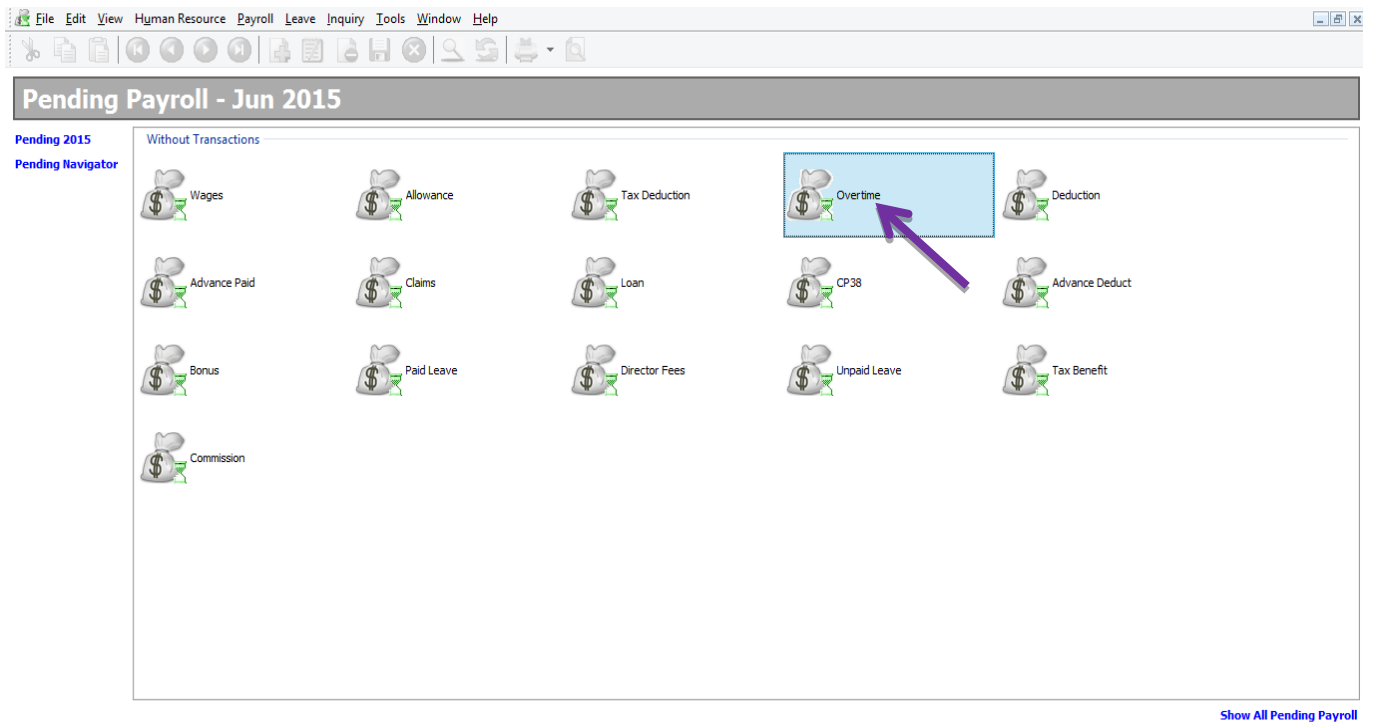 File Edit View Human Resource Payroll Leave Inquiry Tools Window Help
Pending Payroll - Jun 2015
Pending 2015
Pending Navigator
Without Transactions
Wages Allowance Tax Deduction Overtime Deduction
Advance Paid Claims Loan CP38 Advance Deduct
Bonus Paid Leave Director Fees Unpaid Leave Tax Benefit
Commission
Show All Pending Payroll